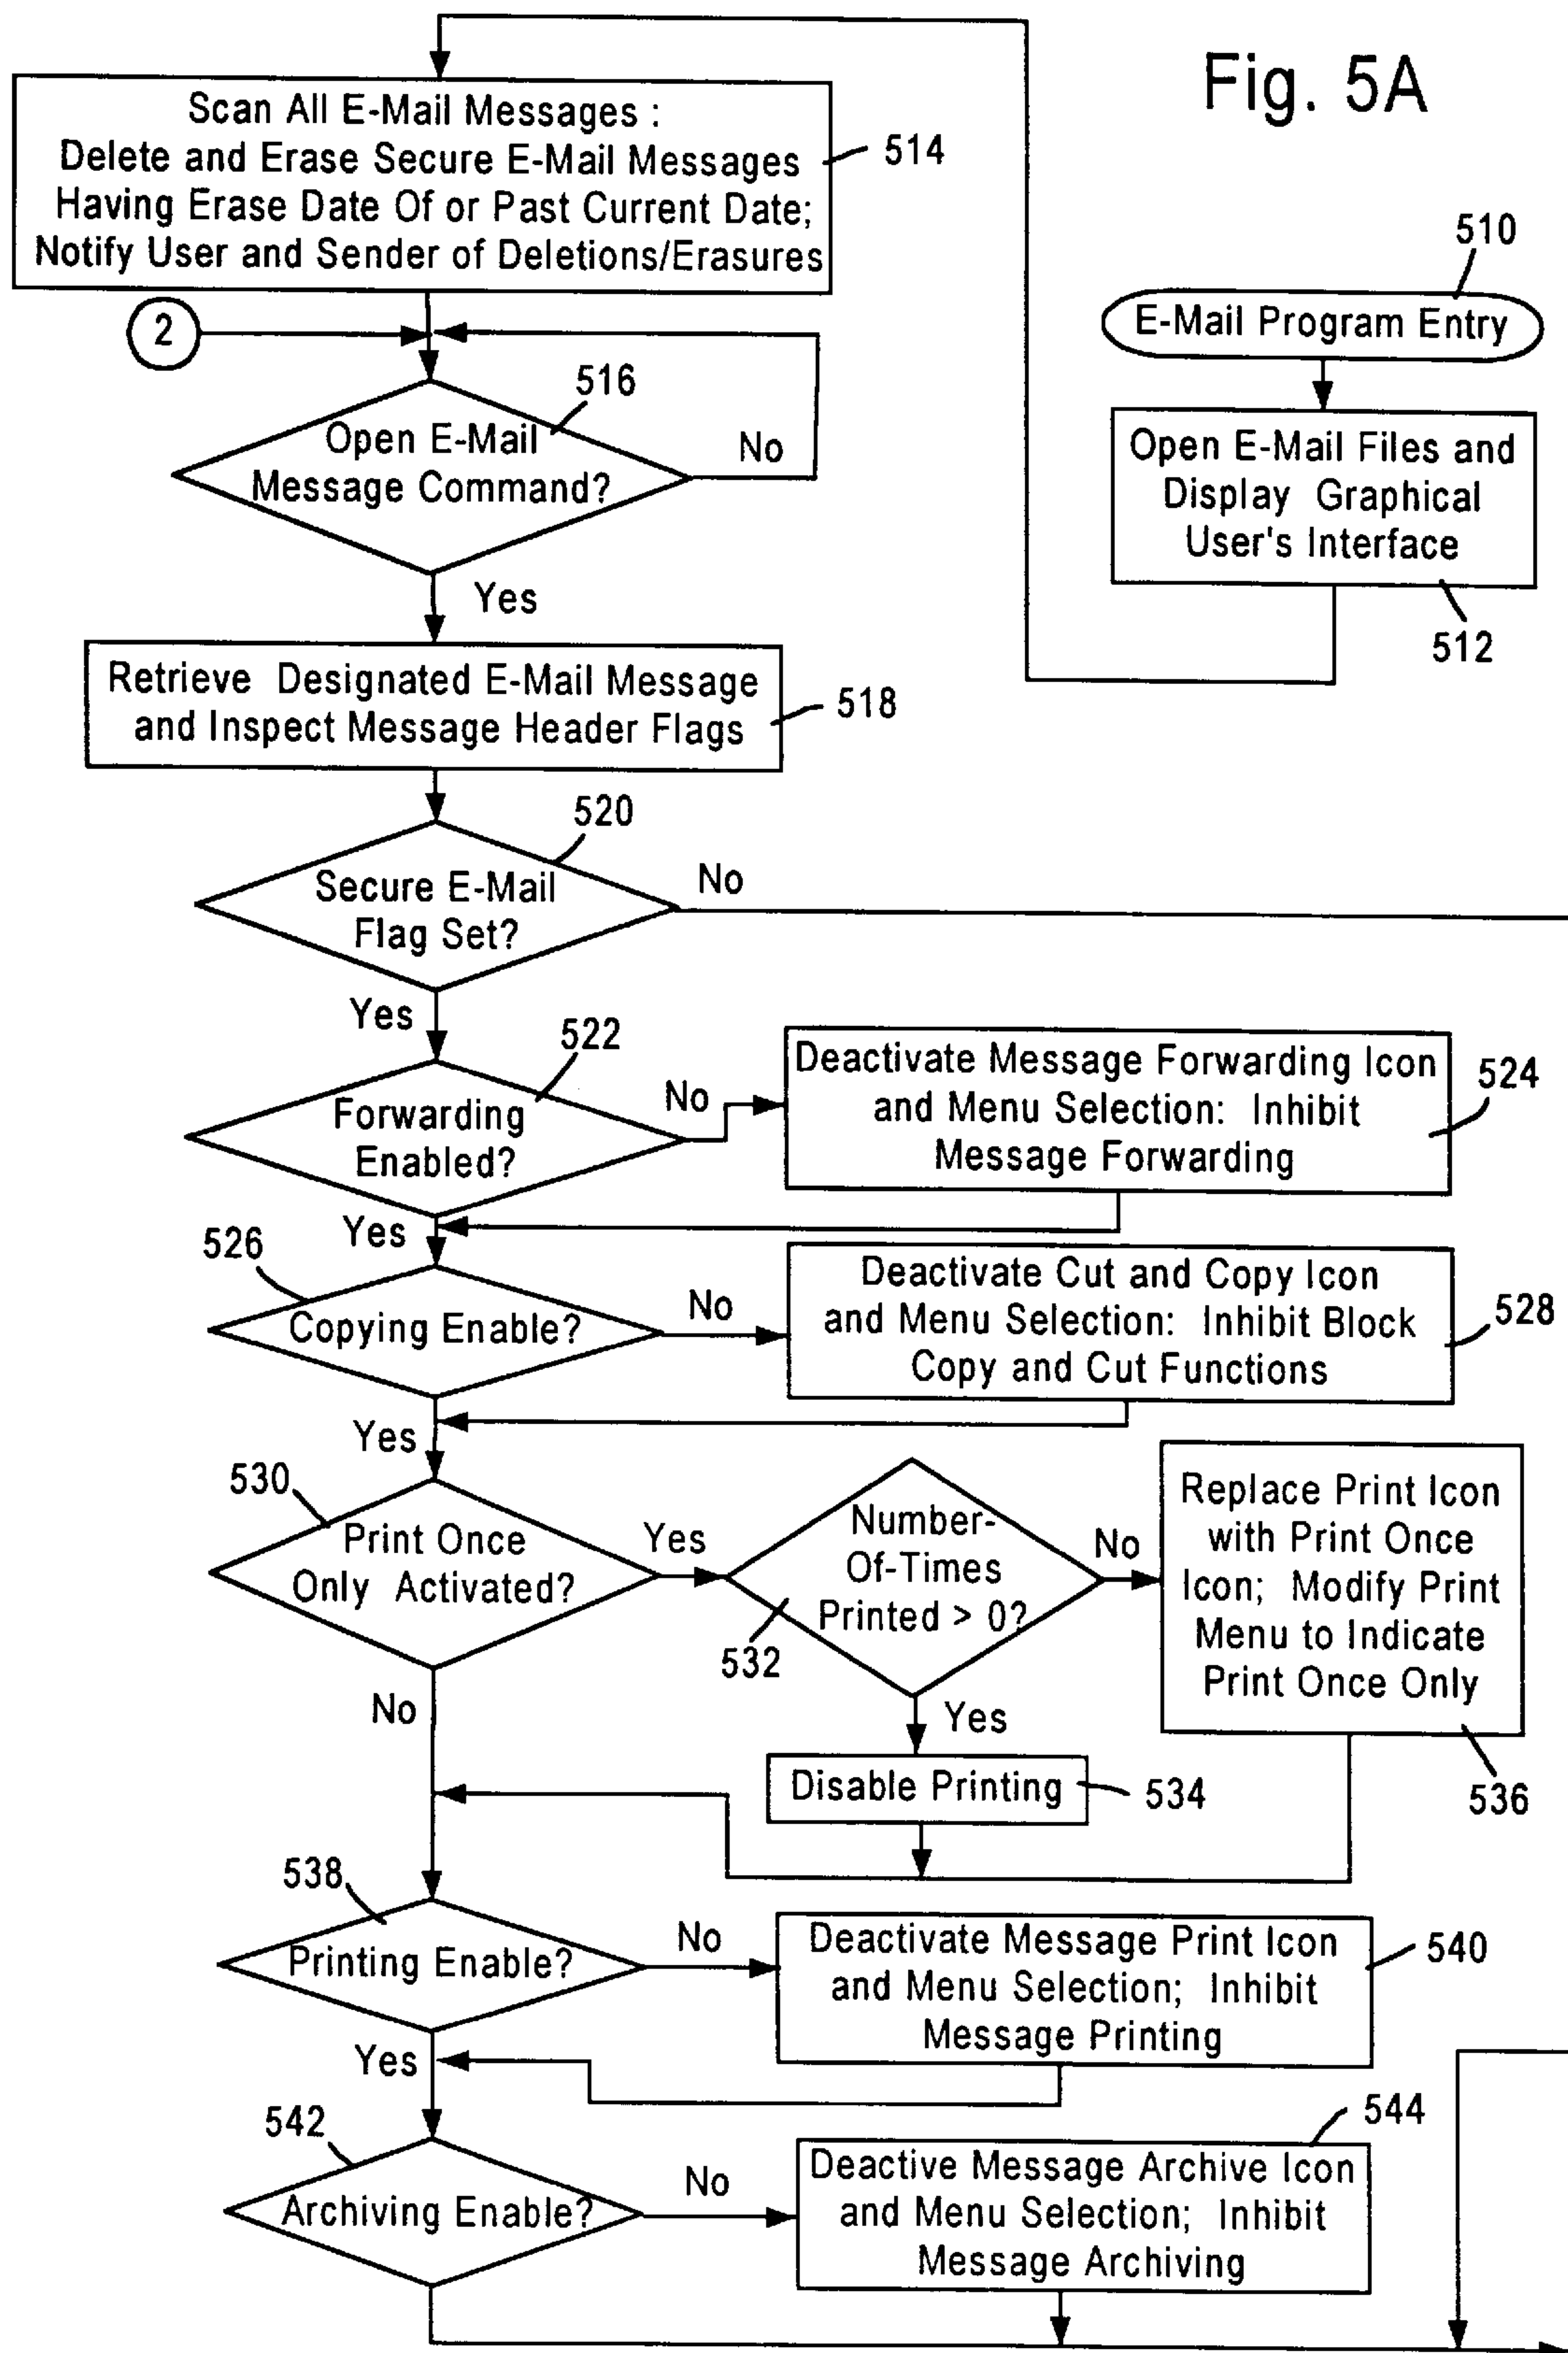 Fig. 5A
510
E-Mail Program Entry
Open E-Mail Files and
Display Graphical
User's Interface
512
Scan All E-Mail Messages :
Delete and Erase Secure E-Mail Messages
Having Erase Date Of or Past Current Date;
Notify User and Sender of Deletions/Erasures
514
2
516
Open E-Mail
Message Command?
No
Yes
Retrieve Designated E-Mail Message
and Inspect Message Header Flags
518
520
Secure E-Mail
Flag Set?
No
Yes
522
Forwarding
Enabled?
No
Deactivate Message Forwarding Icon
and Menu Selection: Inhibit
Message Forwarding
524
Yes
526
Copying Enable?
No
Deactivate Cut and Copy Icon
and Menu Selection: Inhibit Block
Copy and Cut Functions
528
Yes
530
Print Once
Only Activated?
Yes
Number-
Of-Times
Printed > 0?
532
No
Replace Print Icon
with Print Once
Icon; Modify Print
Menu to Indicate
Print Once Only
536
Yes
Disable Printing
534
No
538
Printing Enable?
No
Deactivate Message Print Icon
and Menu Selection; Inhibit
Message Printing
540
Yes
542
Archiving Enable?
No
Deactive Message Archive Icon
and Menu Selection; Inhibit
Message Archiving
544